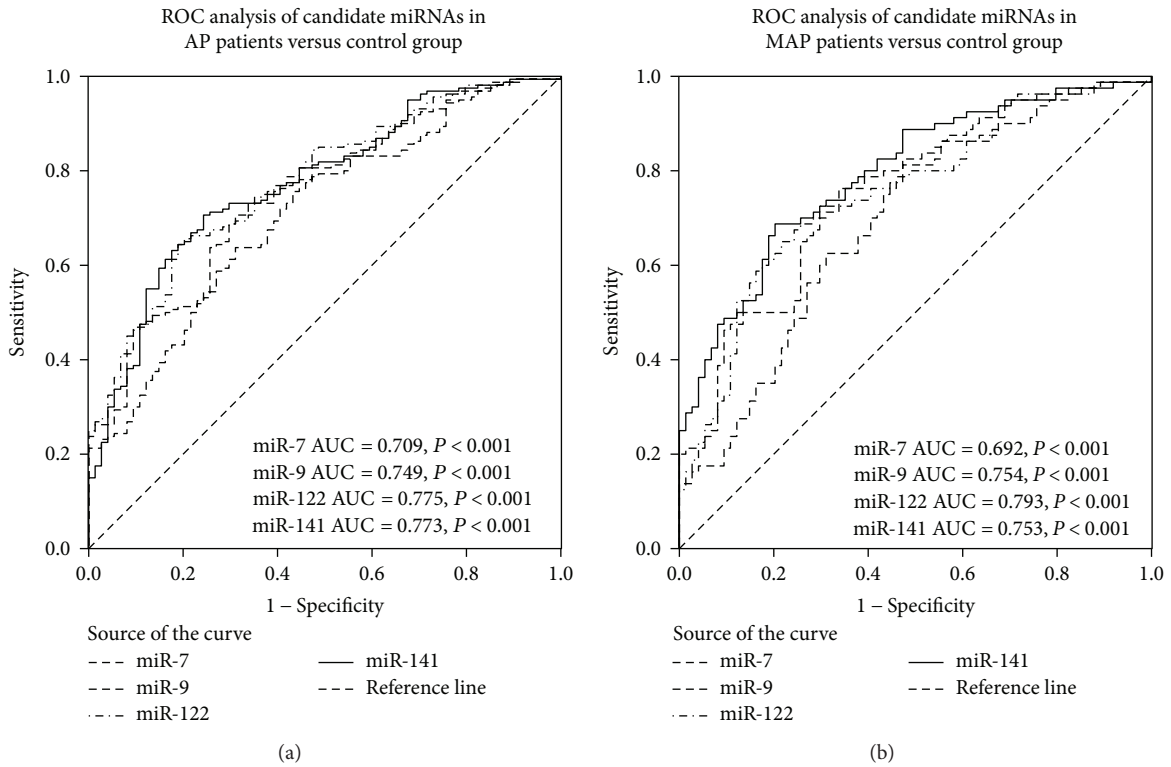 ROC analysis of candidate miRNAs in
AP patients versus control group
1.0
0.8
0.6
0.4
0.2
0.0
Sensitivity
miR-7 AUC = 0.709, P < 0.001
miR-9 AUC = 0.749, P < 0.001
miR-122 AUC = 0.775, P < 0.001
miR-141 AUC = 0.773, P < 0.001
0.0 0.2 0.4 0.6 0.8 1.0
1 − Specificity
Source of the curve
miR-7
miR-9
miR-122
miR-141
Reference line
(a)
ROC analysis of candidate miRNAs in
MAP patients versus control group
1.0
0.8
0.6
0.4
0.2
0.0
Sensitivity
miR-7 AUC = 0.692, P < 0.001
miR-9 AUC = 0.754, P < 0.001
miR-122 AUC = 0.793, P < 0.001
miR-141 AUC = 0.753, P < 0.001
0.0 0.2 0.4 0.6 0.8 1.0
1 − Specificity
Source of the curve
miR-7
miR-9
miR-122
miR-141
Reference line
(b)